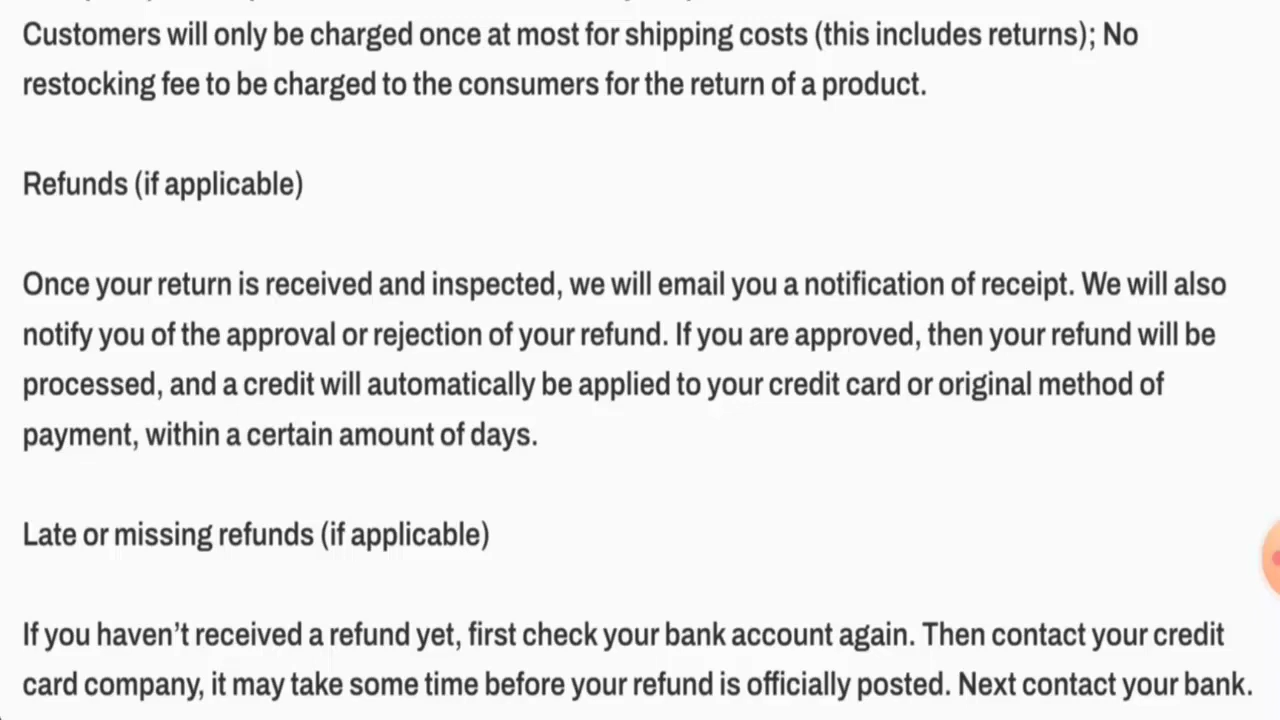 Customers will only be charged once at most for shipping costs (this includes returns); No
restocking fee to be charged to the consumers for the return of a product.
Refunds (if applicable)
Once your return is received and inspected, we will email you a notification of receipt. We will also
notify you of the approval or rejection of your refund. If you are approved, then your refund will be
processed, and a credit will automatically be applied to your credit card or original method of
payment, within a certain amount of days.
Late or missing refunds (if applicable)
If you haven’t received a refund yet, first check your bank account again. Then contact your credit
card company, it may take some time before your refund is officially posted. Next contact your bank.